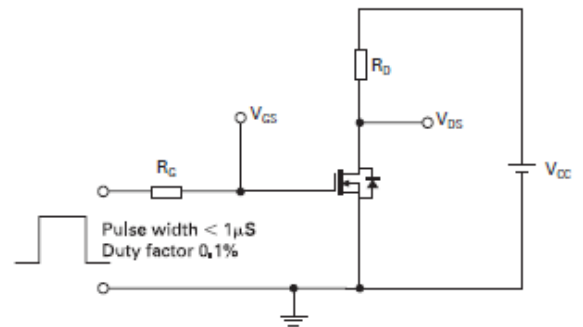 R_D
V_GS
V_DS
R_G
V_CC
Pulse width < 1μS
Duty factor 0.1%